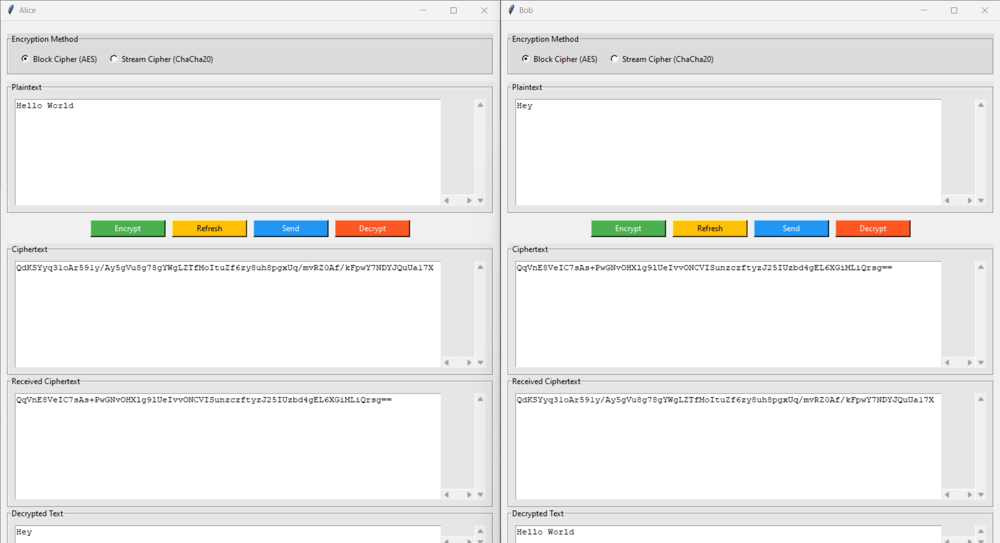 Alice
Encryption Method
Block Cipher (AES) Stream Cipher (ChaCha20)
Plaintext
Hello World
Encrypt Refresh Send Decrypt
Ciphertext
QdKSYyq3loAr59ly/Ay5gVu8g78gYWgLZTfMoItuZf6zy8uh8pgxUq/mvRZ0Af/kFpwY7NDYJQuUal7X
Received Ciphertext
QqVnE8VeIC7sAs+PwGNvOHXlg9lUeIvvONCVISunzczftyzJ25IUzbd4gEL6XGiMLiQrsg==
Decrypted Text
Hey
Bob
Encryption Method
Block Cipher (AES) Stream Cipher (ChaCha20)
Plaintext
Hey
Encrypt Refresh Send Decrypt
Ciphertext
QqVnE8VeIC7sAs+PwGNvOHXlg9lUeIvvONCVISunzczftyzJ25IUzbd4gEL6XGiMLiQrsg==
Received Ciphertext
QdKSYyq3loAr59ly/Ay5gVu8g78gYWgLZTfMoItuZf6zy8uh8pgxUq/mvRZ0Af/kFpwY7NDYJQuUal7X
Decrypted Text
Hello World